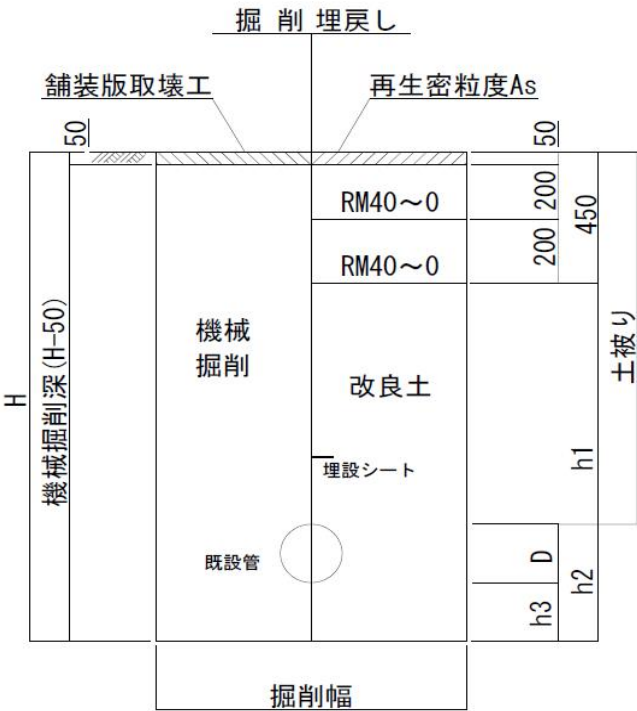 掘 削 埋戻し
舗装版取壊工
再生密粒度As
50
50
RM40～0
200
450
RM40～0
200
H
機械掘削深(H-50)
機械
掘削
改良土
土被り
埋設シート
h1
既設管
D
h2
h3
掘削幅